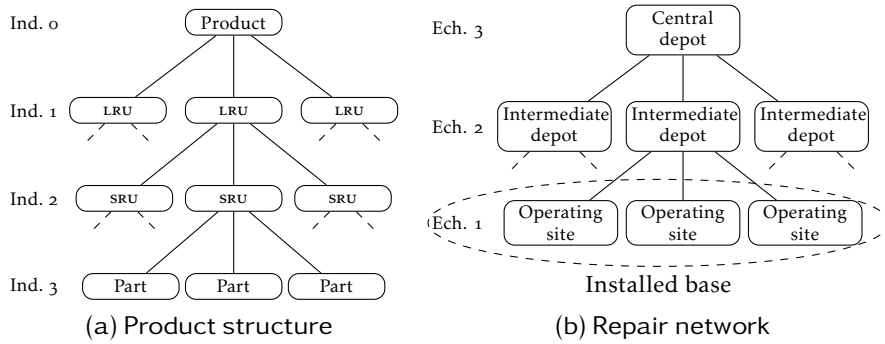 Ind. 0
Product
Ind. 1
LRU
LRU
LRU
Ind. 2
SRU
SRU
SRU
Ind. 3
Part
Part
Part
(a) Product structure
Ech. 3
Central
depot
Ech. 2
Intermediate
depot
Intermediate
depot
Intermediate
depot
Ech. 1
Operating
site
Operating
site
Operating
site
Installed base
(b) Repair network